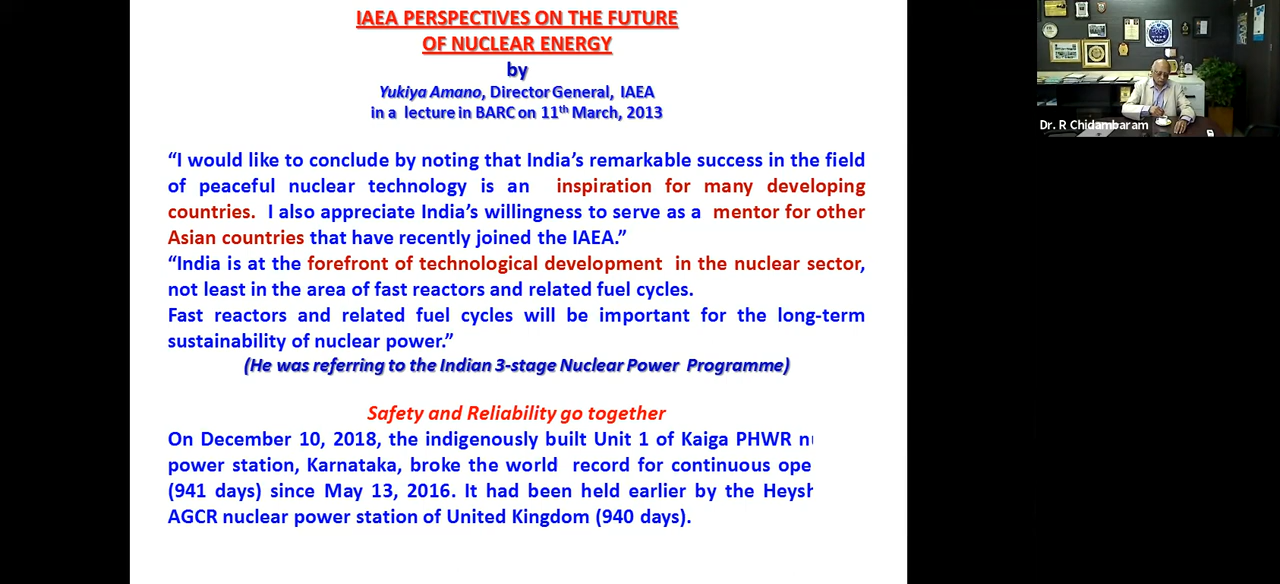 IAEA PERSPECTIVES ON THE FUTURE
OF NUCLEAR ENERGY
by
Yukiya Amano, Director General, IAEA
in a lecture in BARC on 11th March, 2013
“I would like to conclude by noting that India’s remarkable success in the field
of peaceful nuclear technology is an inspiration for many developing
countries. I also appreciate India’s willingness to serve as a mentor for other
Asian countries that have recently joined the IAEA.”
“India is at the forefront of technological development in the nuclear sector,
not least in the area of fast reactors and related fuel cycles.
Fast reactors and related fuel cycles will be important for the long-term
sustainability of nuclear power.”
(He was referring to the Indian 3-stage Nuclear Power Programme)
Safety and Reliability go together
On December 10, 2018, the indigenously built Unit 1 of Kaiga PHWR
power station, Karnataka, broke the world record for continuous ope
(941 days) since May 13, 2016. It had been held earlier by the Heysh
AGCR nuclear power station of United Kingdom (940 days).
Dr. R Chidambaram